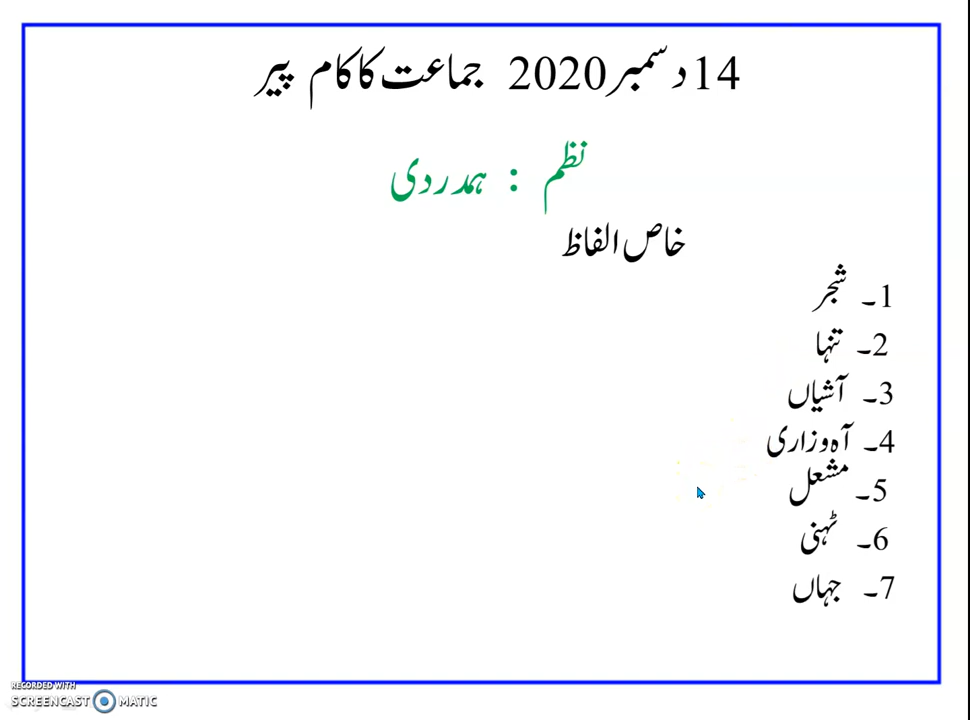 14 دسمبر 2020 جماعت کا کام پیر
نظم : ہمدردی
خاص الفاظ
1۔ شجر
2۔ تنہا
3۔ آشیاں
4۔ آہ وزاری
5۔ مشعل
6۔ ٹہنی
7۔ جہاں
RECORDED WITH
SCREENCAST MATIC